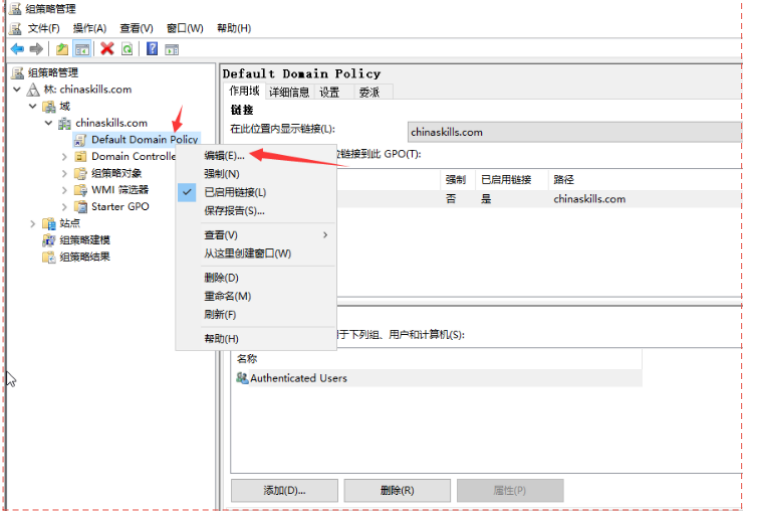 组策略管理
文件(F) 操作(A) 查看(V) 窗口(W) 帮助(H)
组策略管理
林: chinaskills.com
域
chinaskills.com
Default Domain Policy
Domain Controlle
组策略对象
WMI 筛选器
Starter GPO
站点
组策略建模
组策略结果
编辑(E)...
强制(N)
已启用链接(L)
保存报告(S)...
查看(V)
从这里创建窗口(W)
删除(D)
重命名(M)
刷新(F)
帮助(H)
Default Domain Policy
作用域 详细信息 设置 委派
链接
在此位置内显示链接(L): chinaskills.com
链接到此 GPO(T):
强制 已启用链接 路径
否 是 chinaskills.com
于下列组、用户和计算机(S):
名称
Authenticated Users
添加(D)... 删除(R) 属性(P)